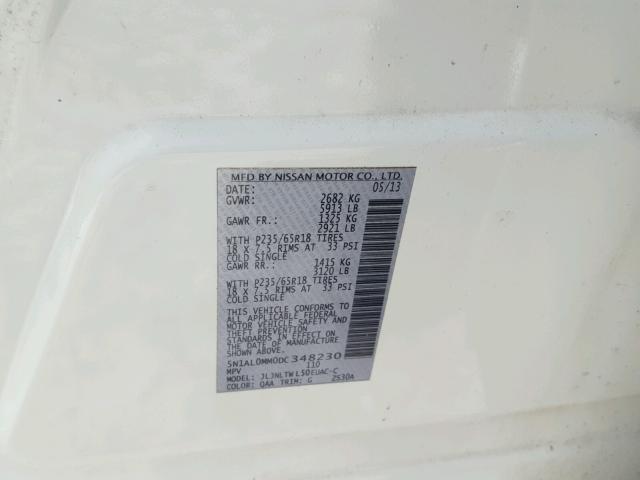 MFD BY NISSAN MOTOR CO., LTD.
DATE: 05/13
GVWR: 2682 KG
5913 LB
GAWR FR.: 1325 KG
2921 LB
WITH P235/65R18 TIRES
18 X 7.5 RIMS AT 33 PSI
COLD SINGLE
GAWR RR.: 1415 KG
3120 LB
WITH P235/65R18 TIRES
18 X 7.5 RIMS AT 33 PSI
COLD SINGLE
THIS VEHICLE CONFORMS TO
ALL APPLICABLE FEDERAL
MOTOR VEHICLE SAFETY AND
THEFT PREVENTION
STANDARDS IN EFFECT ON
THE DATE OF MANUFACTURE
SHOWN ABOVE.
5N1AL0MM0DC348230
MPV 110
MODEL: JLJNLTW L50EUAC-C
COLOR: QAA TRIM: G 2S30A